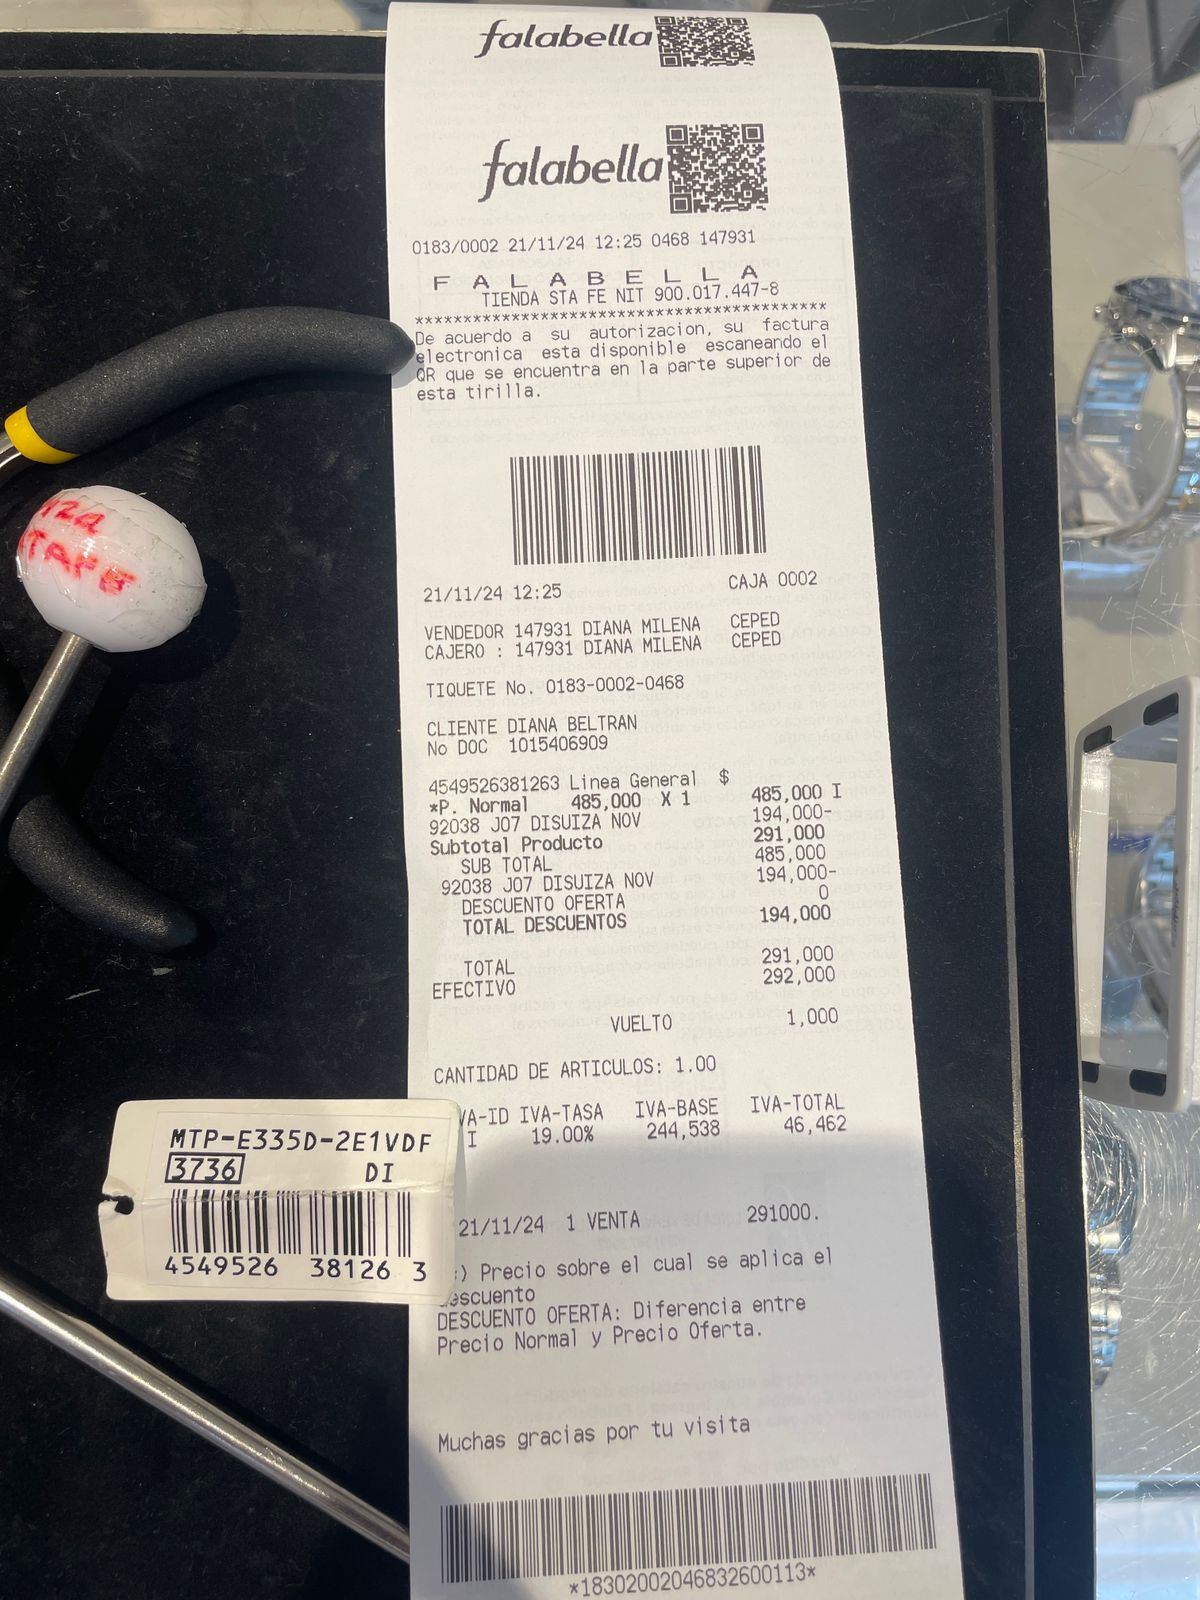 falabella
falabella
0183/0002 21/11/24 12:25 0468 147931
F A L A B E L L A
TIENDA STA FE NIT 900.017.447-8
******************************************
De acuerdo a su autorizacion, su factura
electronica esta disponible escaneando el
QR que se encuentra en la parte superior de
esta tirilla.
21/11/24 12:25 CAJA 0002
VENDEDOR 147931 DIANA MILENA CEPED
CAJERO : 147931 DIANA MILENA CEPED
TIQUETE No. 0183-0002-0468
CLIENTE DIANA BELTRAN
No DOC 1015406909
4549526381263 Linea General $
*P. Normal 485,000 X 1 485,000 I
92038 J07 DISUIZA NOV 194,000-
Subtotal Producto 291,000
SUB TOTAL 485,000
92038 J07 DISUIZA NOV 194,000-
DESCUENTO OFERTA 0
TOTAL DESCUENTOS 194,000
TOTAL 291,000
EFECTIVO 292,000
VUELTO 1,000
CANTIDAD DE ARTICULOS: 1.00
VA-ID IVA-TASA IVA-BASE IVA-TOTAL
I 19.00% 244,538 46,462
21/11/24 1 VENTA 291000.
) Precio sobre el cual se aplica el
descuento
DESCUENTO OFERTA: Diferencia entre
Precio Normal y Precio Oferta.
Muchas gracias por tu visita
*18302002046832600113*
MTP-E335D-2E1VDF
3736 DI
4549526 38126 3